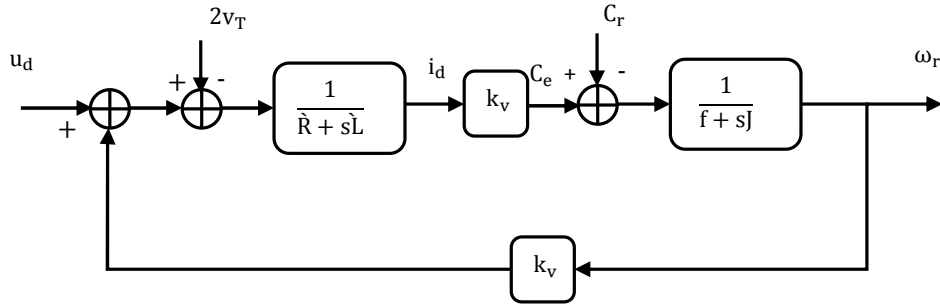 2v_T
C_r
u_d
+
-
+
1
R̀ + sL̀
i_d
k_v
C_e
+
-
1
f + sJ
ω_r
k_v